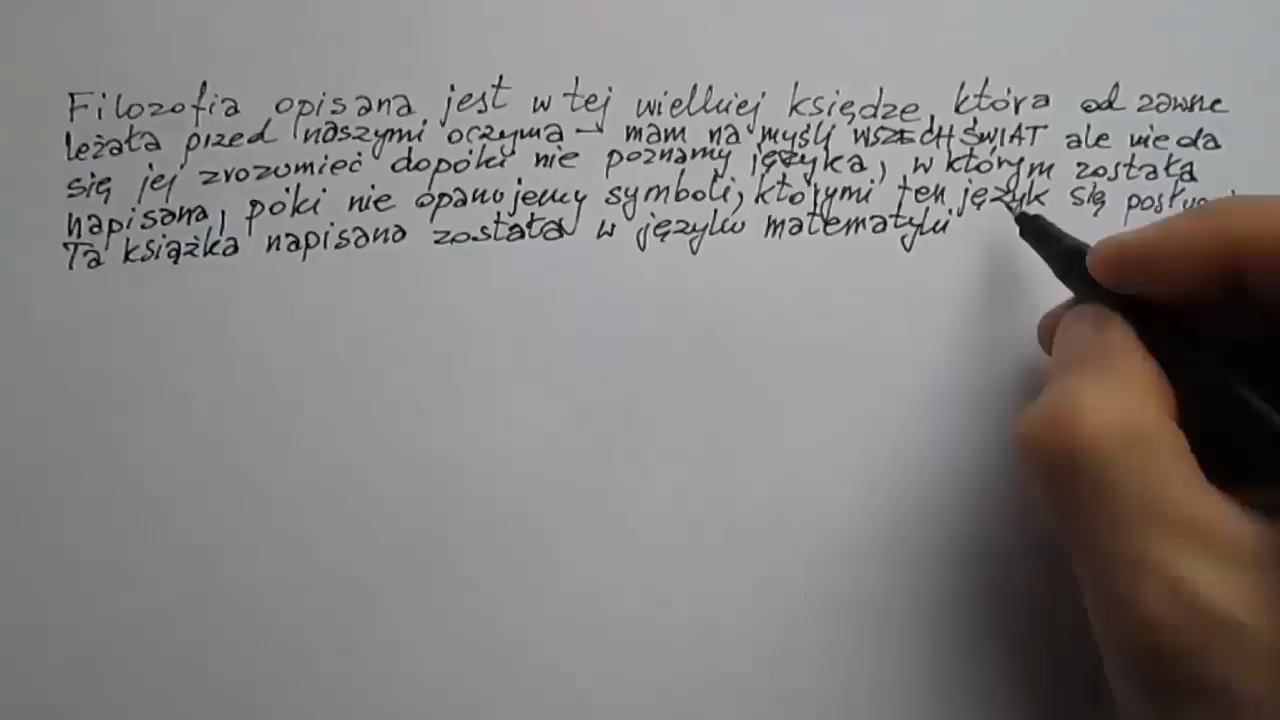 Filozofia opisana jest w tej wielkiej księdze, która od zawsze
leżała przed naszymi oczyma – mam na myśli WSZECHŚWIAT ale nie da
się jej zrozumieć dopóki nie poznamy języka, w którym została
napisana, póki nie opanujemy symboli, którymi ten język się
Ta książka napisana została w języku matematyki